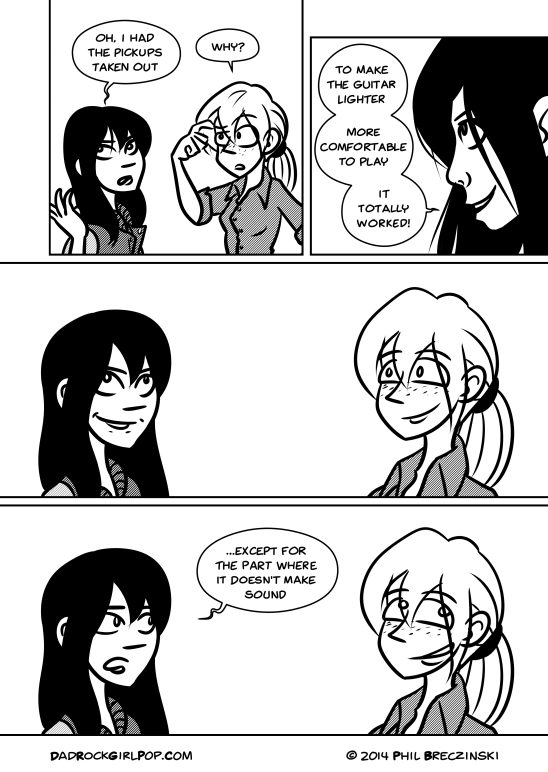 OH, I HAD
THE PICKUPS
TAKEN OUT
WHY?
TO MAKE
THE GUITAR
LIGHTER
MORE
COMFORTABLE
TO PLAY
IT
TOTALLY
WORKED!
...EXCEPT FOR
THE PART WHERE
IT DOESN'T MAKE
SOUND
DADROCKGIRLPOP.COM
© 2014 PHIL BRECZINSKI